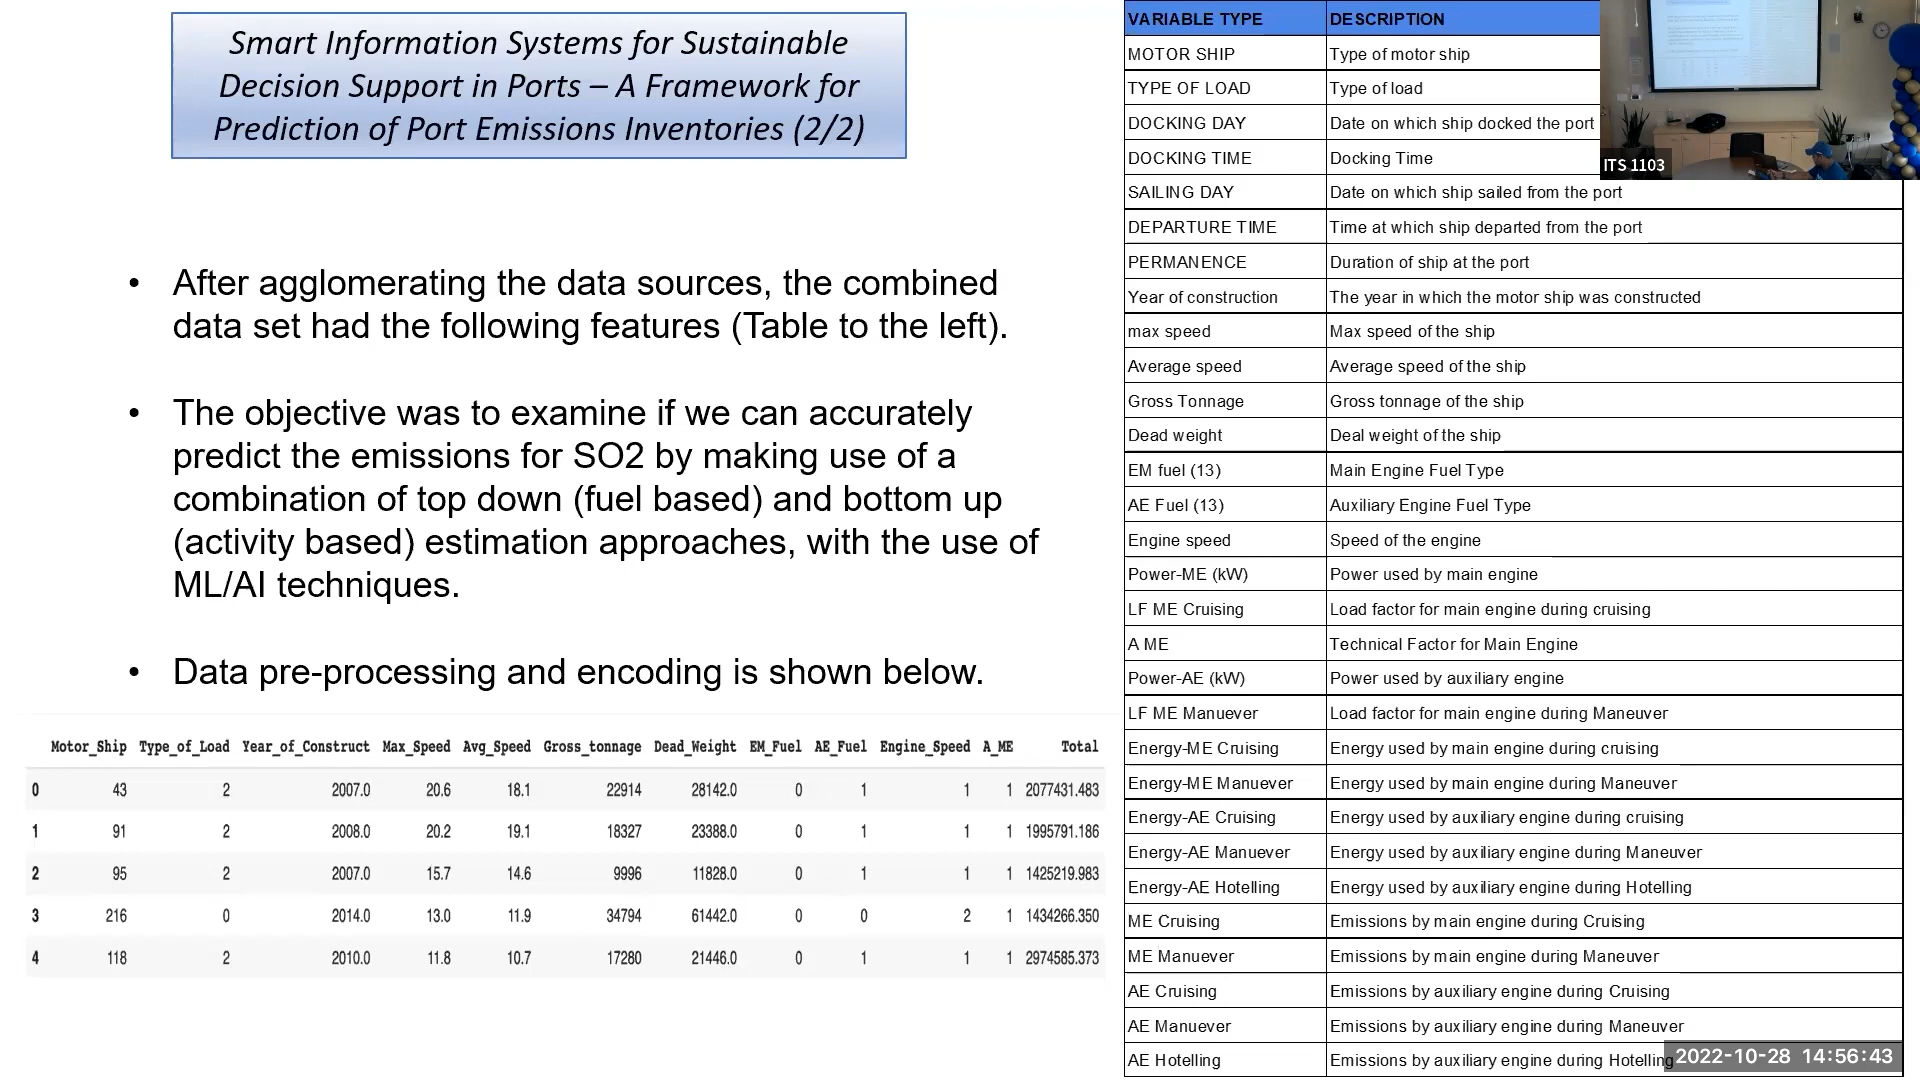 Smart Information Systems for Sustainable
Decision Support in Ports – A Framework for
Prediction of Port Emissions Inventories (2/2)
• After agglomerating the data sources, the combined
data set had the following features (Table to the left).
• The objective was to examine if we can accurately
predict the emissions for SO2 by making use of a
combination of top down (fuel based) and bottom up
(activity based) estimation approaches, with the use of
ML/AI techniques.
• Data pre-processing and encoding is shown below.
Motor_Ship Type_of_Load Year_of_Construct Max_Speed Avg_Speed Gross_tonnage Dead_Weight EM_Fuel AE_Fuel Engine_Speed A_ME Total
0 43 2 2007.0 20.6 18.1 22914 28142.0 0 1 1 1 2077431.483
1 91 2 2008.0 20.2 19.1 18327 23388.0 0 1 1 1 1995791.186
2 95 2 2007.0 15.7 14.6 9996 11828.0 0 1 1 1 1425219.983
3 216 0 2014.0 13.0 11.9 34794 61442.0 0 0 2 1 1434266.350
4 118 2 2010.0 11.8 10.7 17280 21446.0 0 1 1 1 2974585.373
VARIABLE TYPE DESCRIPTION
MOTOR SHIP Type of motor ship
TYPE OF LOAD Type of load
DOCKING DAY Date on which ship docked the port
DOCKING TIME Docking Time
SAILING DAY Date on which ship sailed from the port
DEPARTURE TIME Time at which ship departed from the port
PERMANENCE Duration of ship at the port
Year of construction The year in which the motor ship was constructed
max speed Max speed of the ship
Average speed Average speed of the ship
Gross Tonnage Gross tonnage of the ship
Dead weight Deal weight of the ship
EM fuel (13) Main Engine Fuel Type
AE Fuel (13) Auxiliary Engine Fuel Type
Engine speed Speed of the engine
Power-ME (kW) Power used by main engine
LF ME Cruising Load factor for main engine during cruising
A ME Technical Factor for Main Engine
Power-AE (kW) Power used by auxiliary engine
LF ME Manuever Load factor for main engine during Maneuver
Energy-ME Cruising Energy used by main engine during cruising
Energy-ME Manuever Energy used by main engine during Maneuver
Energy-AE Cruising Energy used by auxiliary engine during cruising
Energy-AE Manuever Energy used by auxiliary engine during Maneuver
Energy-AE Hotelling Energy used by auxiliary engine during Hotelling
ME Cruising Emissions by main engine during Cruising
ME Manuever Emissions by main engine during Maneuver
AE Cruising Emissions by auxiliary engine during Cruising
AE Manuever Emissions by auxiliary engine during Maneuver
AE Hotelling Emissions by auxiliary engine during Hotelling
ITS 1103
2022-10-28 14:56:43